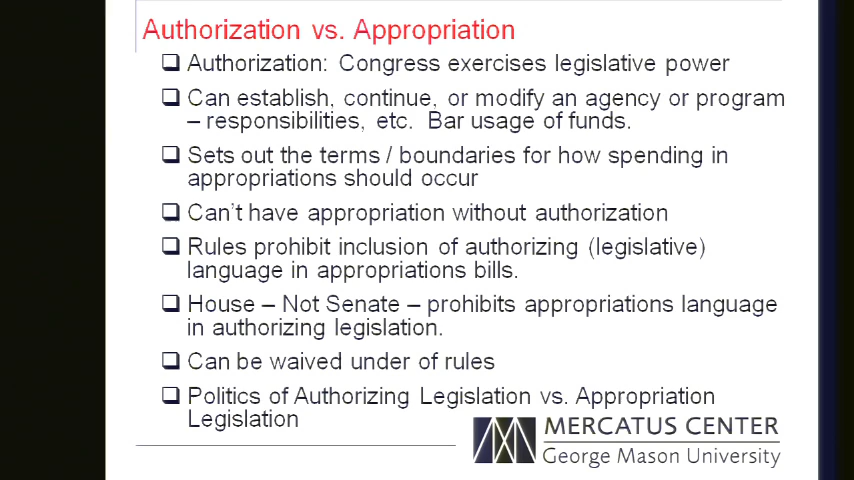 Authorization vs. Appropriation
❑ Authorization: Congress exercises legislative power
❑ Can establish, continue, or modify an agency or program
– responsibilities, etc. Bar usage of funds.
❑ Sets out the terms / boundaries for how spending in
appropriations should occur
❑ Can't have appropriation without authorization
❑ Rules prohibit inclusion of authorizing (legislative)
language in appropriations bills.
❑ House – Not Senate – prohibits appropriations language
in authorizing legislation.
❑ Can be waived under of rules
❑ Politics of Authorizing Legislation vs. Appropriation
Legislation
MERCATUS CENTER
George Mason University